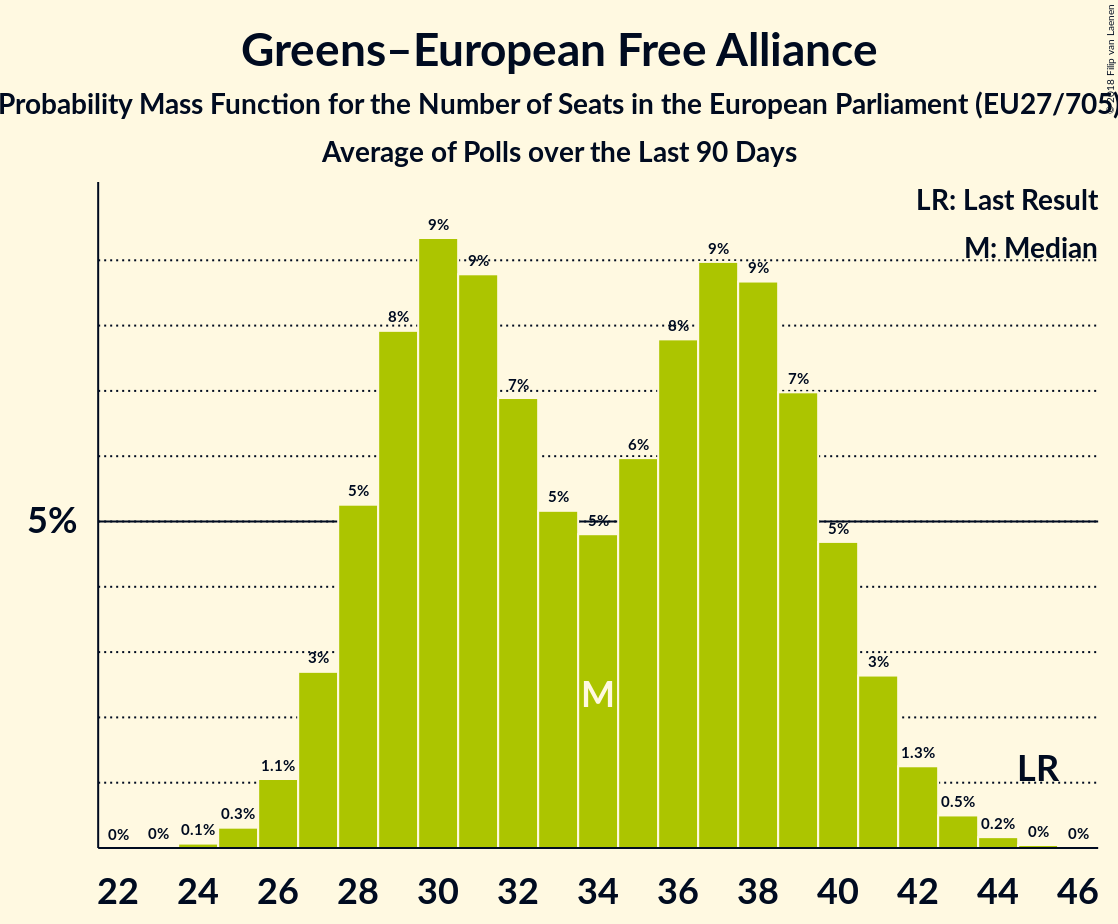 Greens–European Free Alliance
Probability Mass Function for the Number of Seats in the European Parliament (EU27/705)
Average of Polls over the Last 90 Days
© 2018 Filip van Laenen
LR: Last Result
M: Median
5%
0%
0%
0.1%
0.3%
1.1%
3%
5%
8%
9%
9%
7%
5%
5%
6%
8%
9%
9%
7%
5%
3%
1.3%
0.5%
0.2%
0%
0%
M
LR
22 24 26 28 30 32 34 36 38 40 42 44 46